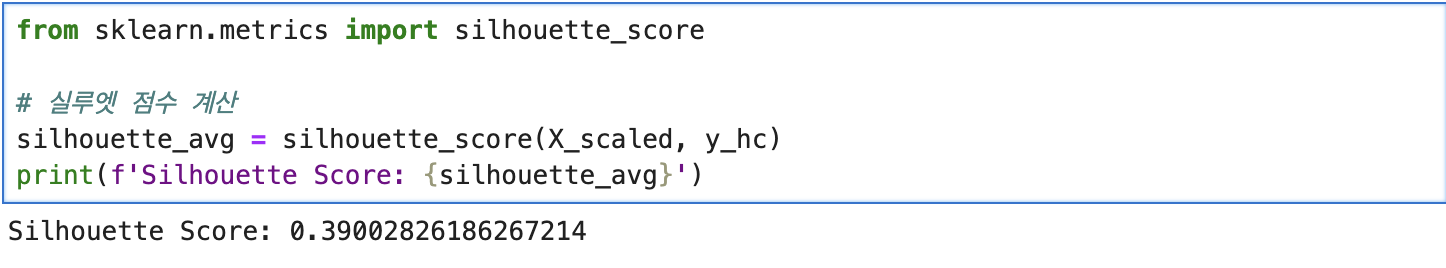 from sklearn.metrics import silhouette_score
# 실루엣 점수 계산
silhouette_avg = silhouette_score(X_scaled, y_hc)
print(f'Silhouette Score: {silhouette_avg}')
Silhouette Score: 0.39002826186267214